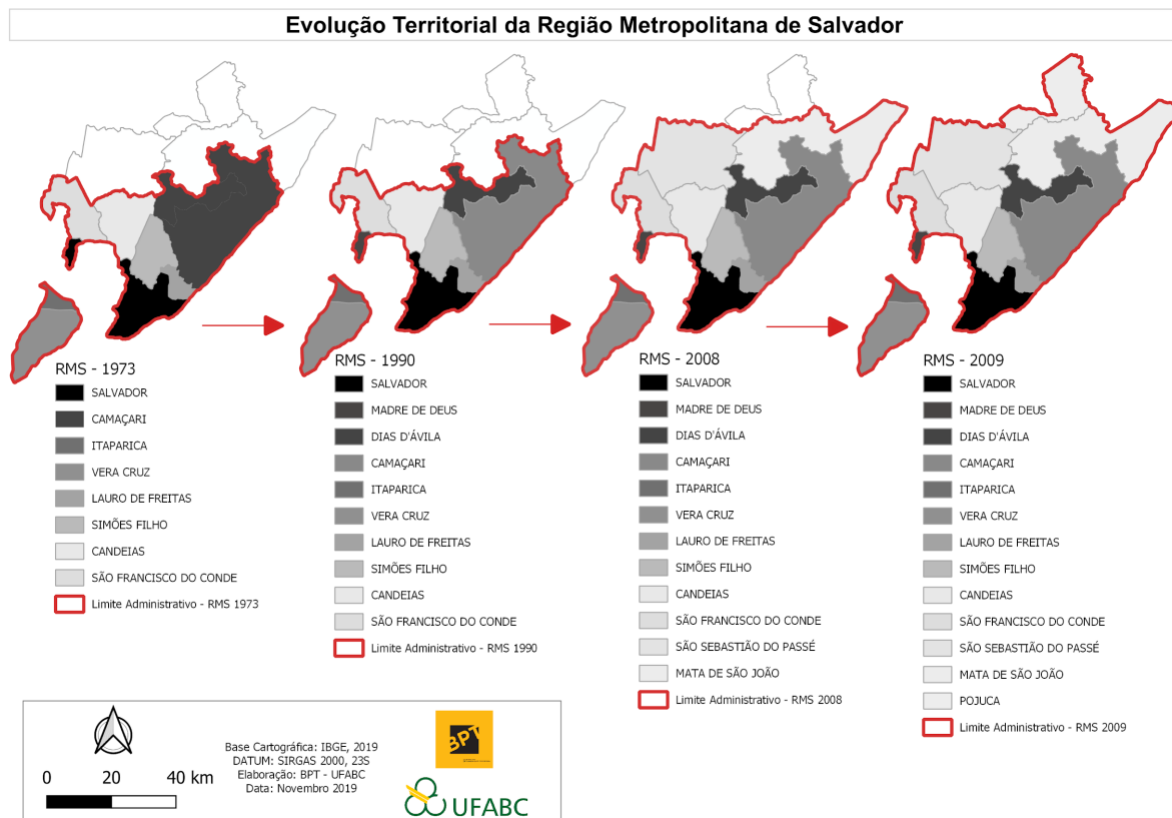 Evolução Territorial da Região Metropolitana de Salvador
RMS - 1973
SALVADOR
CAMAÇARI
ITAPARICA
VERA CRUZ
LAURO DE FREITAS
SIMÕES FILHO
CANDEIAS
SÃO FRANCISCO DO CONDE
Limite Administrativo - RMS 1973
RMS - 1990
SALVADOR
MADRE DE DEUS
DIAS D'ÁVILA
CAMAÇARI
ITAPARICA
VERA CRUZ
LAURO DE FREITAS
SIMÕES FILHO
CANDEIAS
SÃO FRANCISCO DO CONDE
Limite Administrativo - RMS 1990
RMS - 2008
SALVADOR
MADRE DE DEUS
DIAS D'ÁVILA
CAMAÇARI
ITAPARICA
VERA CRUZ
LAURO DE FREITAS
SIMÕES FILHO
CANDEIAS
SÃO FRANCISCO DO CONDE
SÃO SEBASTIÃO DO PASSÉ
MATA DE SÃO JOÃO
Limite Administrativo - RMS 2008
RMS - 2009
SALVADOR
MADRE DE DEUS
DIAS D'ÁVILA
CAMAÇARI
ITAPARICA
VERA CRUZ
LAURO DE FREITAS
SIMÕES FILHO
CANDEIAS
SÃO FRANCISCO DO CONDE
SÃO SEBASTIÃO DO PASSÉ
MATA DE SÃO JOÃO
POJUCA
Limite Administrativo - RMS 2009
0 20 40 km
Base Cartográfica: IBGE, 2019
DATUM: SIRGAS 2000, 23S
Elaboração: BPT - UFABC
Data: Novembro 2019
BPT
UFABC